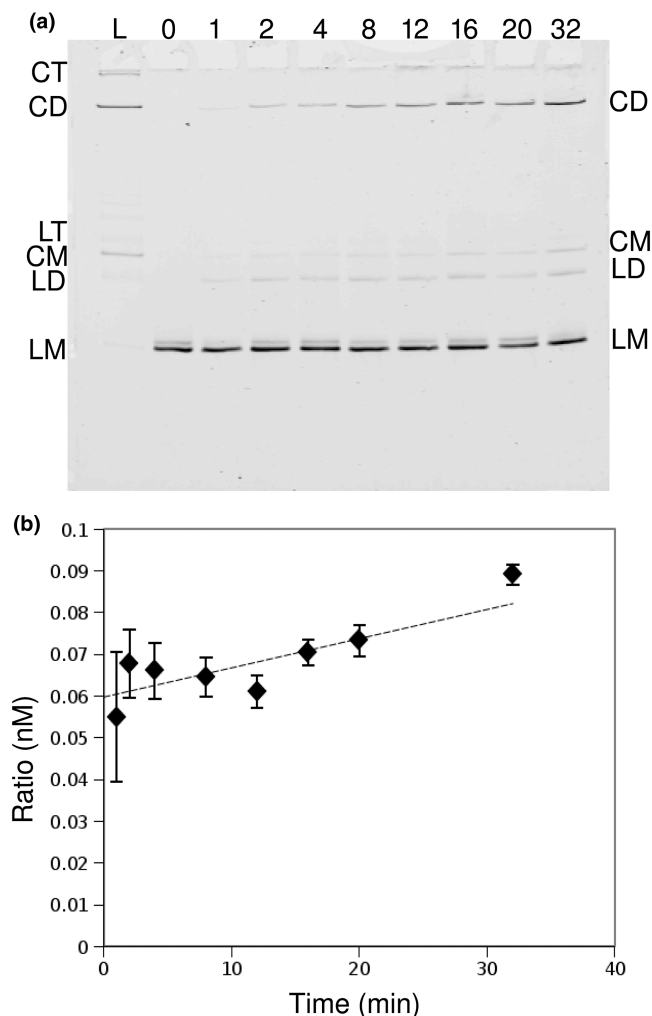 (a)
L 0 1 2 4 8 12 16 20 32
CT
CD CD
LT
CM CM
LD LD
LM LM
(b)
0.1
0.09
0.08
0.07
0.06
0.05
0.04
0.03
0.02
0.01
0
Ratio (nM)
0 10 20 30 40
Time (min)